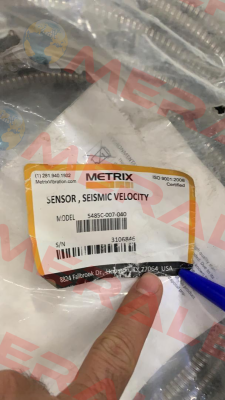 (1) 281.940.1802
MetrixVibration.com
METRIX
ISO 9001:2008
Certified
SENSOR, SEISMIC VELOCITY
MODEL 5485C-007-040
S/N 3106846
8824 Fallbrook Dr., TX 77064 USA